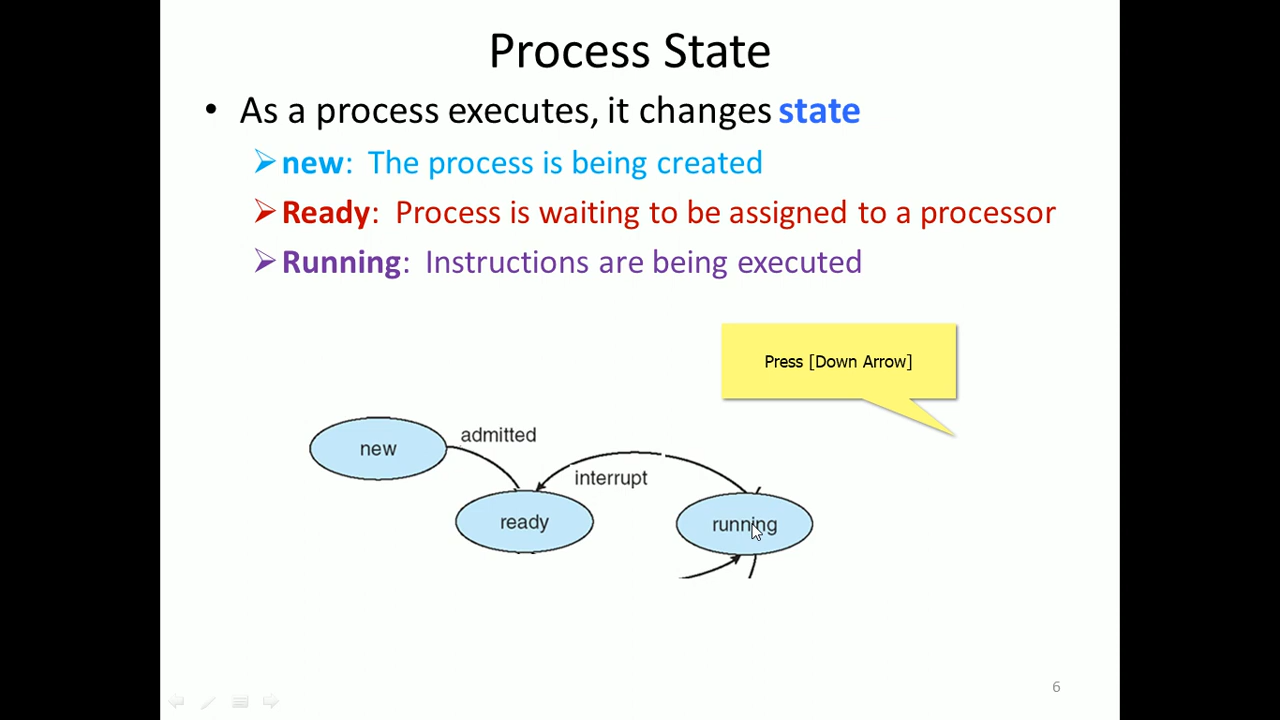 Process State
• As a process executes, it changes state
➢ new: The process is being created
➢ Ready: Process is waiting to be assigned to a processor
➢ Running: Instructions are being executed
Press [Down Arrow]
admitted
new
interrupt
ready
running
6